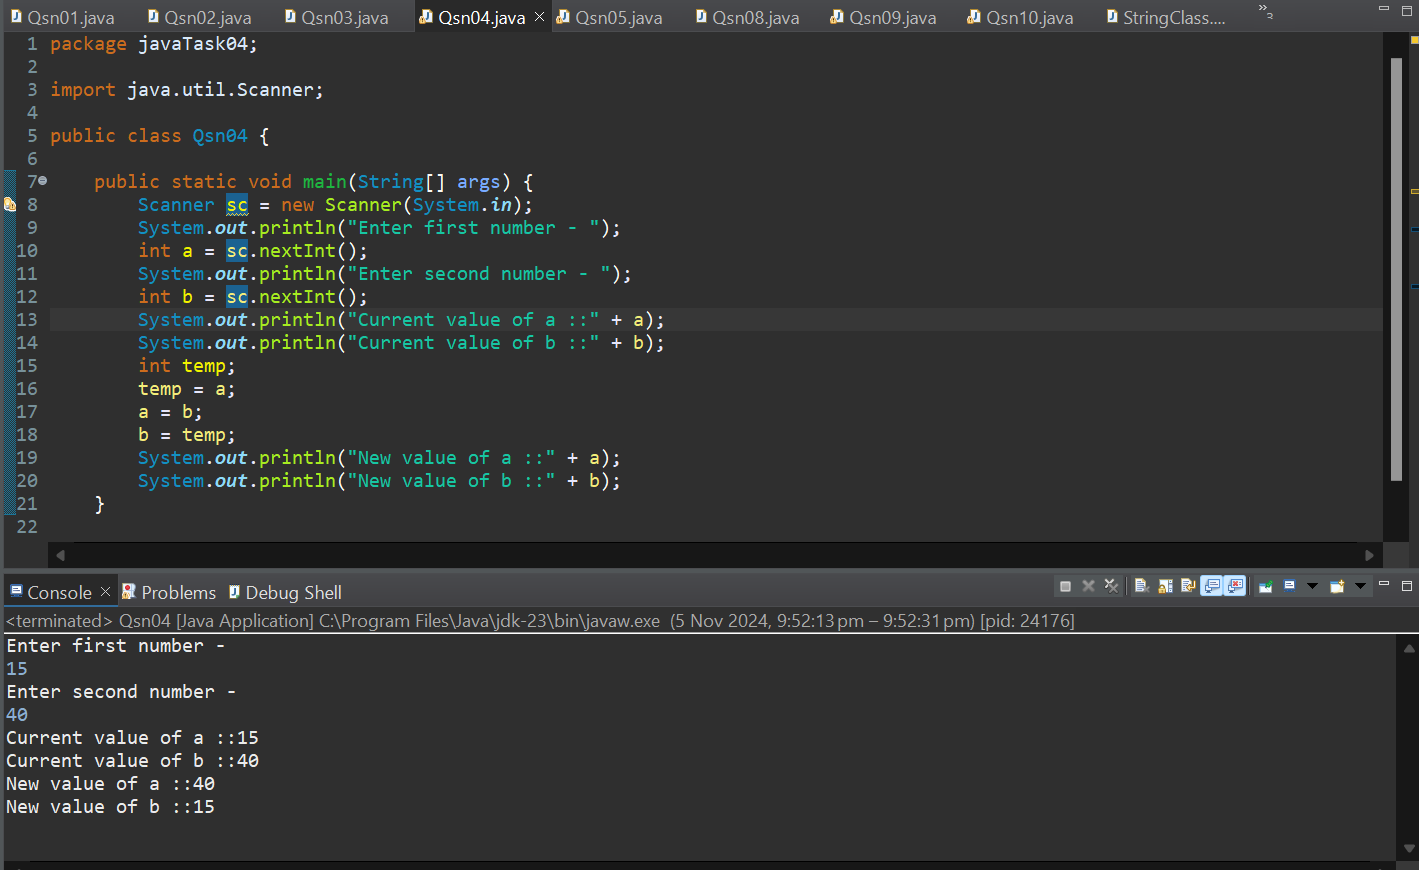 Qsn01.java Qsn02.java Qsn03.java Qsn04.java Qsn05.java Qsn08.java Qsn09.java Qsn10.java StringClass.... »3
1 package javaTask04;
2
3 import java.util.Scanner;
4
5 public class Qsn04 {
6
7 public static void main(String[] args) {
8 Scanner sc = new Scanner(System.in);
9 System.out.println("Enter first number - ");
10 int a = sc.nextInt();
11 System.out.println("Enter second number - ");
12 int b = sc.nextInt();
13 System.out.println("Current value of a ::" + a);
14 System.out.println("Current value of b ::" + b);
15 int temp;
16 temp = a;
17 a = b;
18 b = temp;
19 System.out.println("New value of a ::" + a);
20 System.out.println("New value of b ::" + b);
21 }
22
Console Problems Debug Shell
<terminated> Qsn04 [Java Application] C:\Program Files\Java\jdk-23\bin\javaw.exe (5 Nov 2024, 9:52:13 pm – 9:52:31 pm) [pid: 24176]
Enter first number -
15
Enter second number -
40
Current value of a ::15
Current value of b ::40
New value of a ::40
New value of b ::15